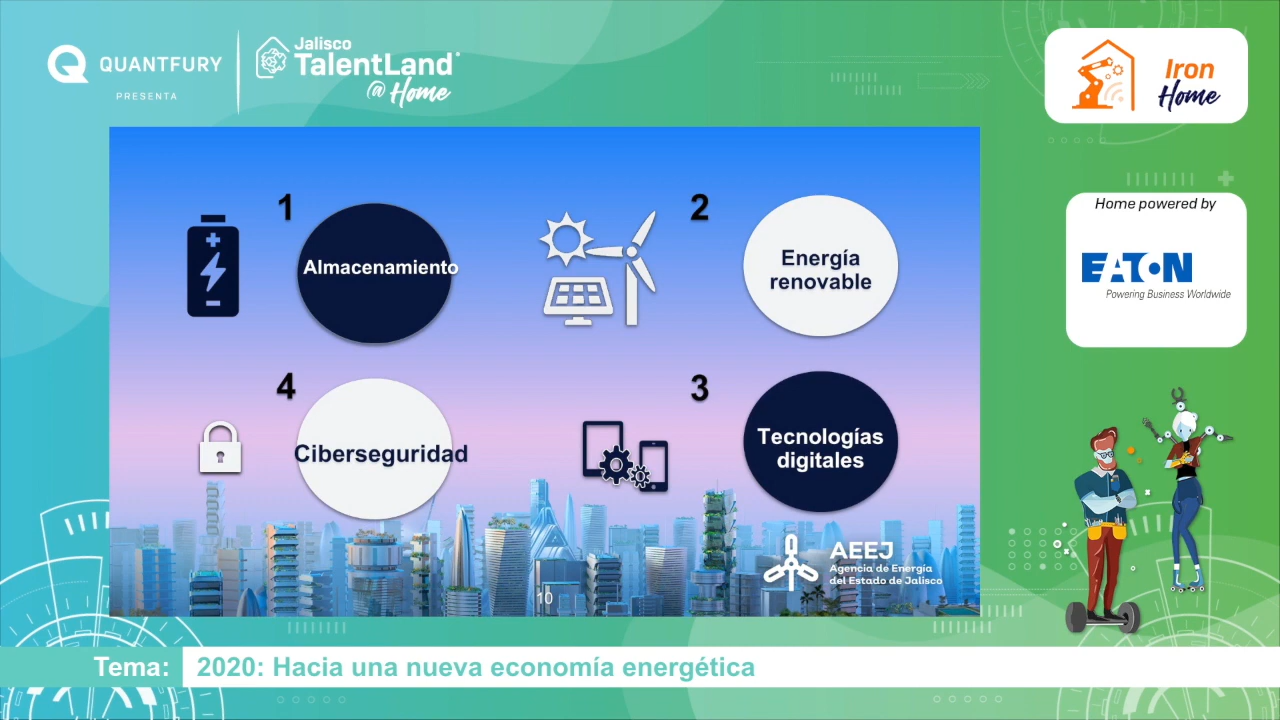 QUANTFURY
PRESENTA
Jalisco
TalentLand
@ Home
Iron
Home
Home powered by
EATON
Powering Business Worldwide
1
Almacenamiento
2
Energía
renovable
4
Ciberseguridad
3
Tecnologías
digitales
AEEJ
Agencia de Energía
del Estado de Jalisco
10
Tema: 2020: Hacia una nueva economía energética